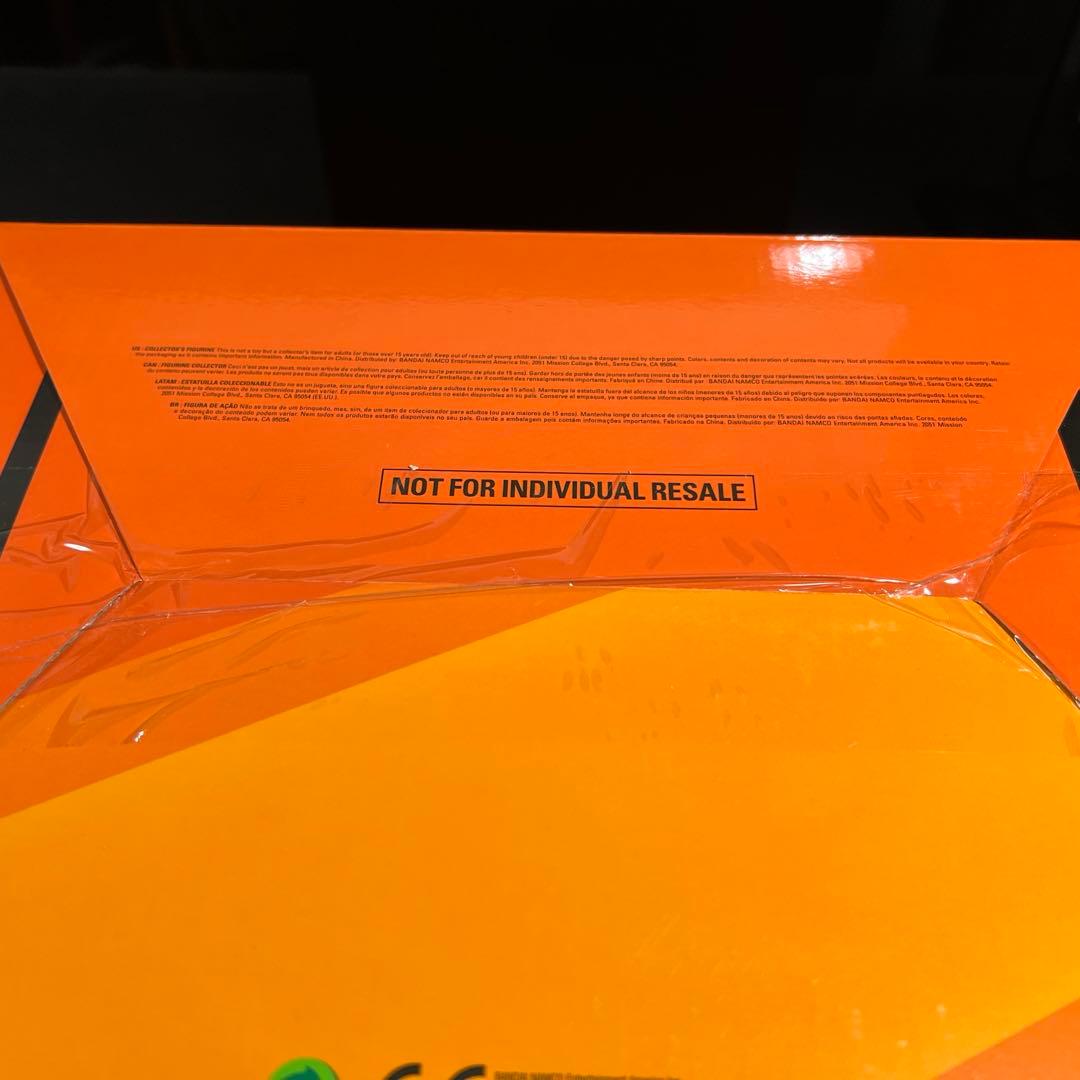 US : COLLECTOR'S FIGURINE This is not a toy but a collector's item for adults (or those over 15 years old). Keep out of reach of young children (under 15) due to the danger posed by sharp points. Colors, contents and decoration of contents may vary. Not all products will be available in your country. Retain
the packaging as it contains important information. Manufactured in China. Distributed by: BANDAI NAMCO Entertainment America Inc. 2051 Mission College Blvd., Santa Clara, CA 95054.
CAN : FIGURINE COLLECTOR Ceci n'est pas un jouet, mais un article de collection pour adultes (ou toute personne de plus de 15 ans). Garder hors de portée des jeunes enfants (moins de 15 ans) en raison du danger que représentent les pointes acérées. Les couleurs, le contenu et la décoration
du contenu peuvent varier. Les produits ne seront pas tous disponibles dans votre pays. Conservez l'emballage, car il contient des renseignements importants. Fabriqué en Chine. Distribué par : BANDAI NAMCO Entertainment America Inc. 2051 Mission College Blvd., Santa Clara, CA 95054.
LATAM : ESTATUILLA COLECCIONABLE Esto no es un juguete, sino una figura coleccionable para adultos (o mayores de 15 años). Mantenga la estatuilla fuera del alcance de los niños (menores de 15 años) debido al peligro que suponen los componentes puntiagudos. Los colores,
contenidos y la decoración de los contenidos pueden variar. Es posible que algunos productos no estén disponibles en su país. Conserve el empaque, ya que contiene información importante. Fabricado en China. Distribuido por: BANDAI NAMCO Entertainment America Inc.
2051 Mission College Blvd., Santa Clara, CA 95054 (EE.UU.).
BR : FIGURA DE AÇÃO Não se trata de um brinquedo, mas, sim, de um item de colecionador para adultos (ou para maiores de 15 anos). Mantenha longe do alcance de crianças pequenas (menores de 15 anos) devido ao risco das pontas afiadas. Cores, conteúdo
e decoração do conteúdo podem variar. Nem todos os produtos estarão disponíveis no seu país. Guarde a embalagem pois contém informações importantes. Fabricado na China. Distribuído por: BANDAI NAMCO Entertainment America Inc. 2051 Mission
College Blvd., Santa Clara, CA 95054.
NOT FOR INDIVIDUAL RESALE